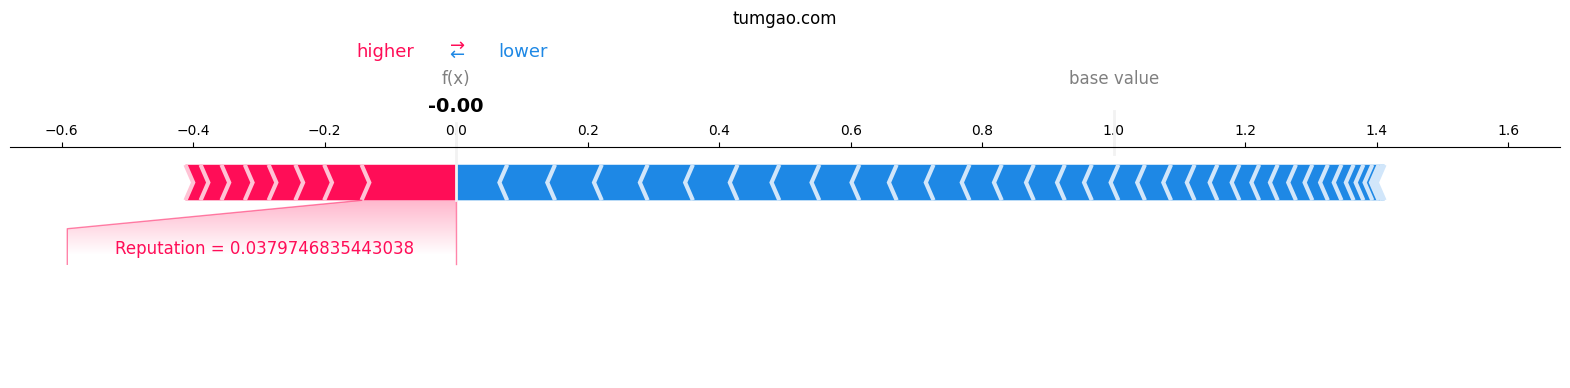 tumgao.com
higher ⇄ lower
f(x) base value
-0.00
−0.6 −0.4 −0.2 0.0 0.2 0.4 0.6 0.8 1.0 1.2 1.4 1.6
Reputation = 0.0379746835443038